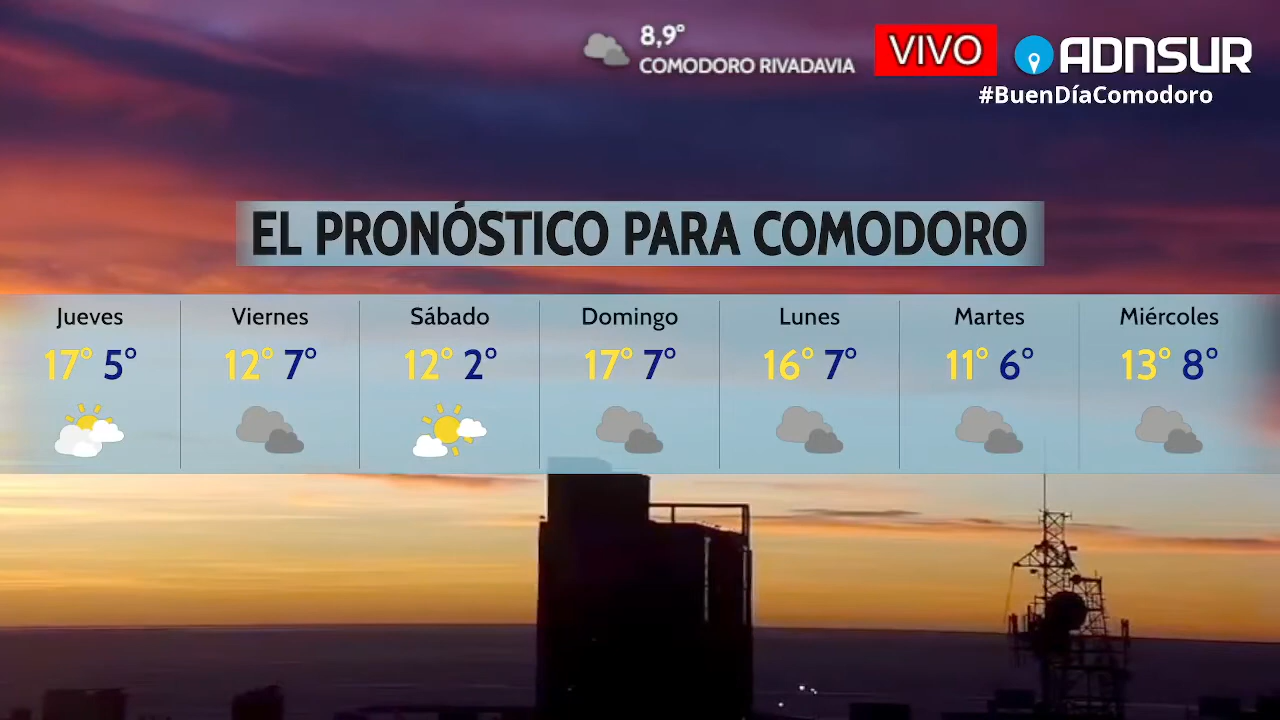 8,9°
COMODORO RIVADAVIA
VIVO
ADNSUR
#BuenDíaComodoro
EL PRONÓSTICO PARA COMODORO
Jueves
17° 5°
Viernes
12° 7°
Sábado
12° 2°
Domingo
17° 7°
Lunes
16° 7°
Martes
11° 6°
Miércoles
13° 8°